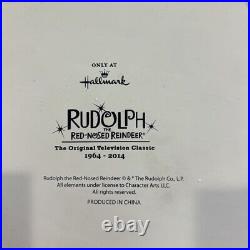 ONLY AT
Hallmark
RUDOLPH
THE
RED-NOSED REINDEER
The Original Television Classic
1964 - 2014
Rudolph the Red-Nosed Reindeer © & ® The Rudolph Co., L.P.
All elements under license to Character Arts LLC.
All rights reserved.
PRODUCED IN CHINA.